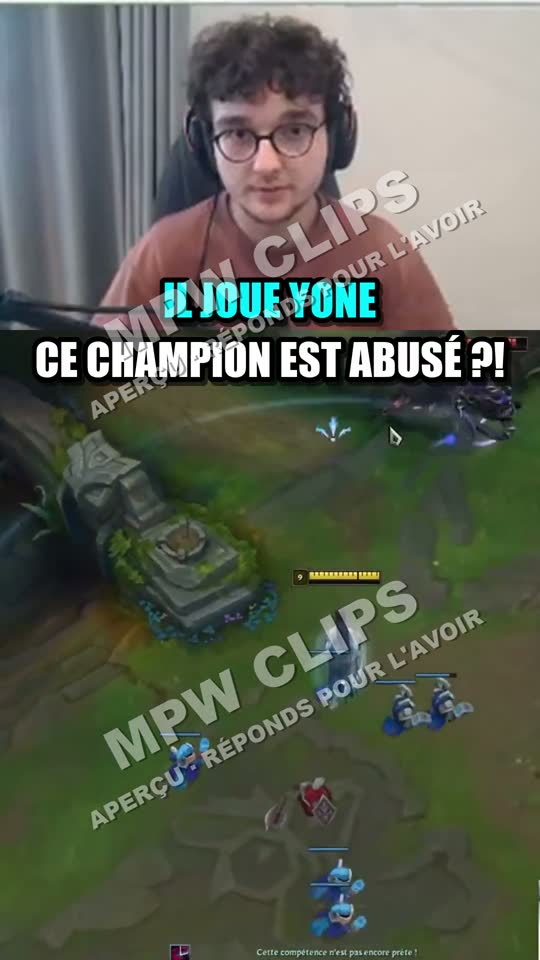 MPW CLIPS
APERÇU - RÉPONDS POUR L'AVOIR
IL JOUE YONE
CE CHAMPION EST ABUSÉ ?!
9
MPW CLIPS
APERÇU - RÉPONDS POUR L'AVOIR
Cette compétence n'est pas encore prête !